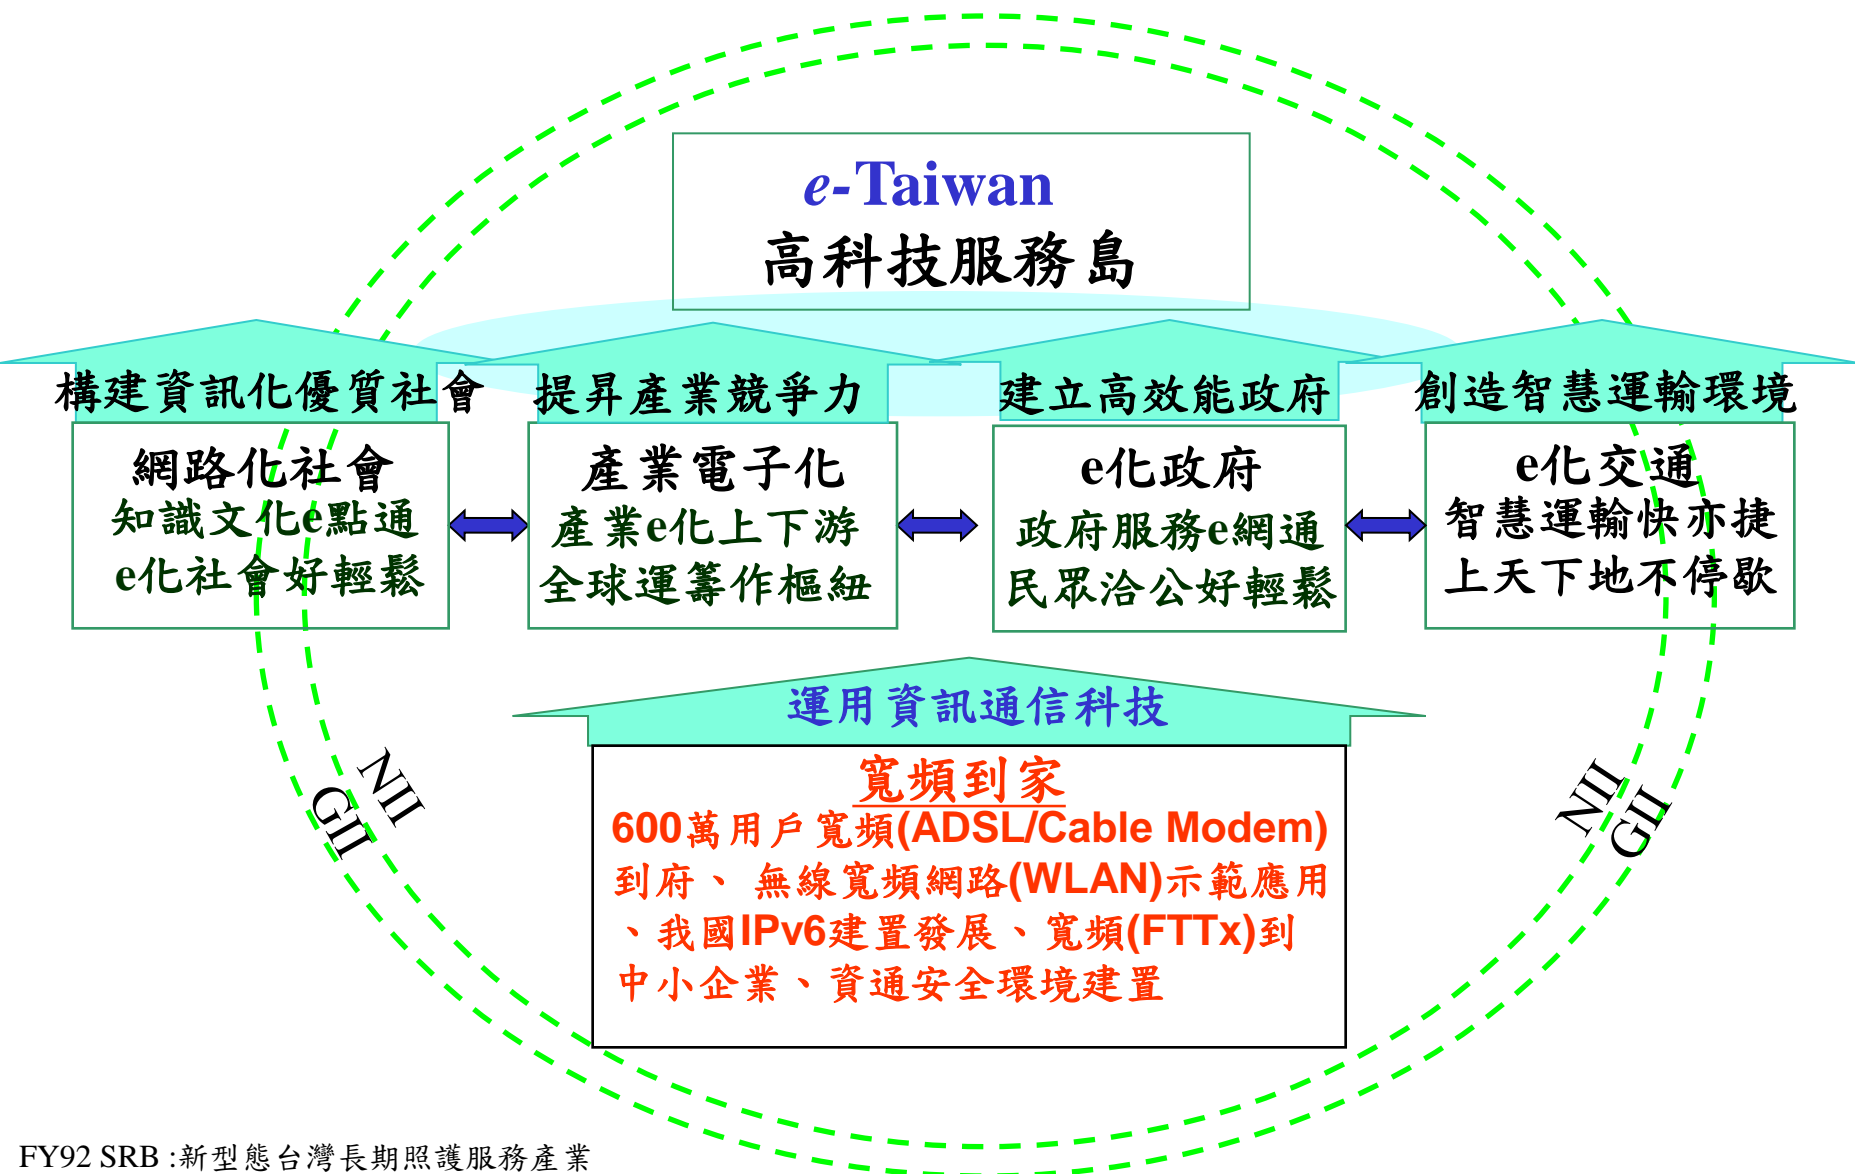 e-Taiwan
高科技服務島
構建資訊化優質社會
提昇產業競爭力
建立高效能政府
創造智慧運輸環境
網路化社會
知識文化e點通
e化社會好輕鬆
產業電子化
產業e化上下游
全球運籌作樞紐
e化政府
政府服務e網通
民眾洽公好輕鬆
e化交通
智慧運輸快亦捷
上天下地不停歇
運用資訊通信科技
寬頻到家
600萬用戶寬頻(ADSL/Cable Modem)
到府、 無線寬頻網路(WLAN)示範應用
、我國IPv6建置發展、寬頻(FTTx)到
中小企業、資通安全環境建置
NII
GII
NII
GII
FY92 SRB :新型態台灣長期照護服務產業